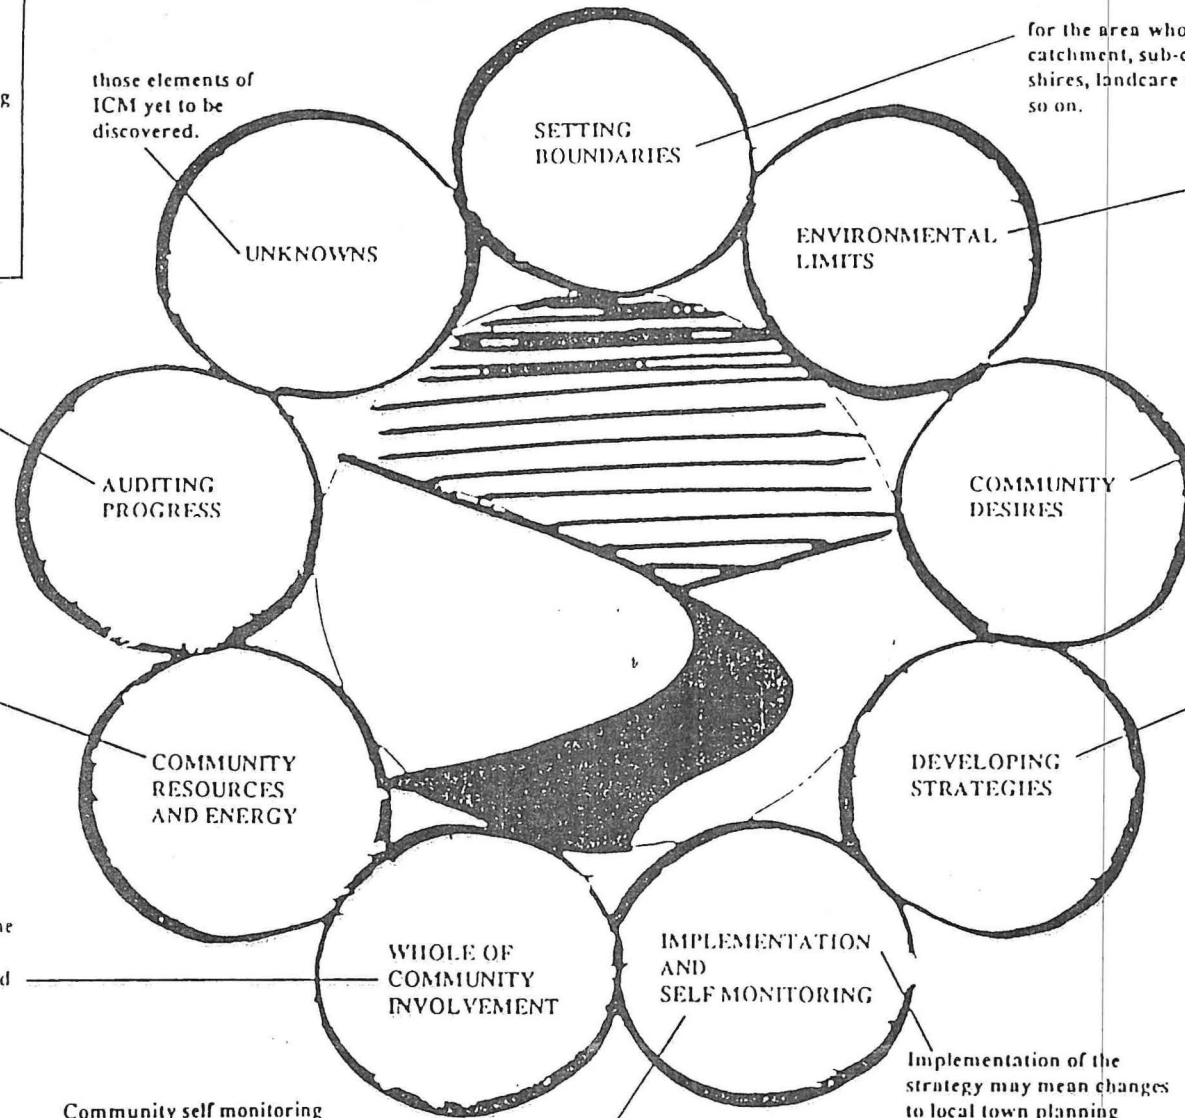 for the area
catchment,
shires, landcare
so on.
those elements of
ICM yet to be
discovered.
SETTING
BOUNDARIES
ENVIRONMENTAL
LIMITS
UNKNOWNS
AUDITING
PROGRESS
COMMUNITY
DESIRES
COMMUNITY
RESOURCES
AND ENERGY
DEVELOPING
STRATEGIES
WHOLE OF
COMMUNITY
INVOLVEMENT
IMPLEMENTATION
AND
SELF MONITORING
Implementation of the
strategy may mean changes
to local town planning
Community self monitoring